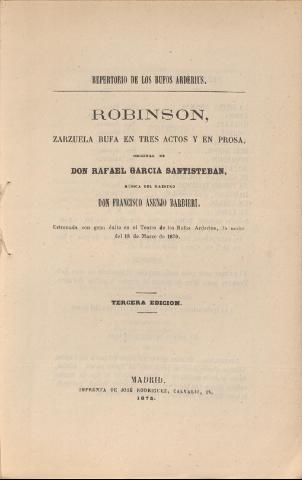 REPERTORIO DE LOS BUFOS ARDERIUS.
ROBINSON,
ZARZUELA BUFA EN TRES ACTOS Y EN PROSA,
ORIGINAL DE
DON RAFAEL GARCIA SANTISTEBAN,
MÚSICA DEL MAESTRO
DON FRANCISCO ASENJO BARBIERI.
Estrenada con gran éxito en el Teatro de los Bufos Arderius, la noche
del 18 de Marzo de 1870.
TERCERA EDICION.
MADRID.
IMPRENTA DE JOSÉ RODRIGUEZ, CALVARIO, 18.